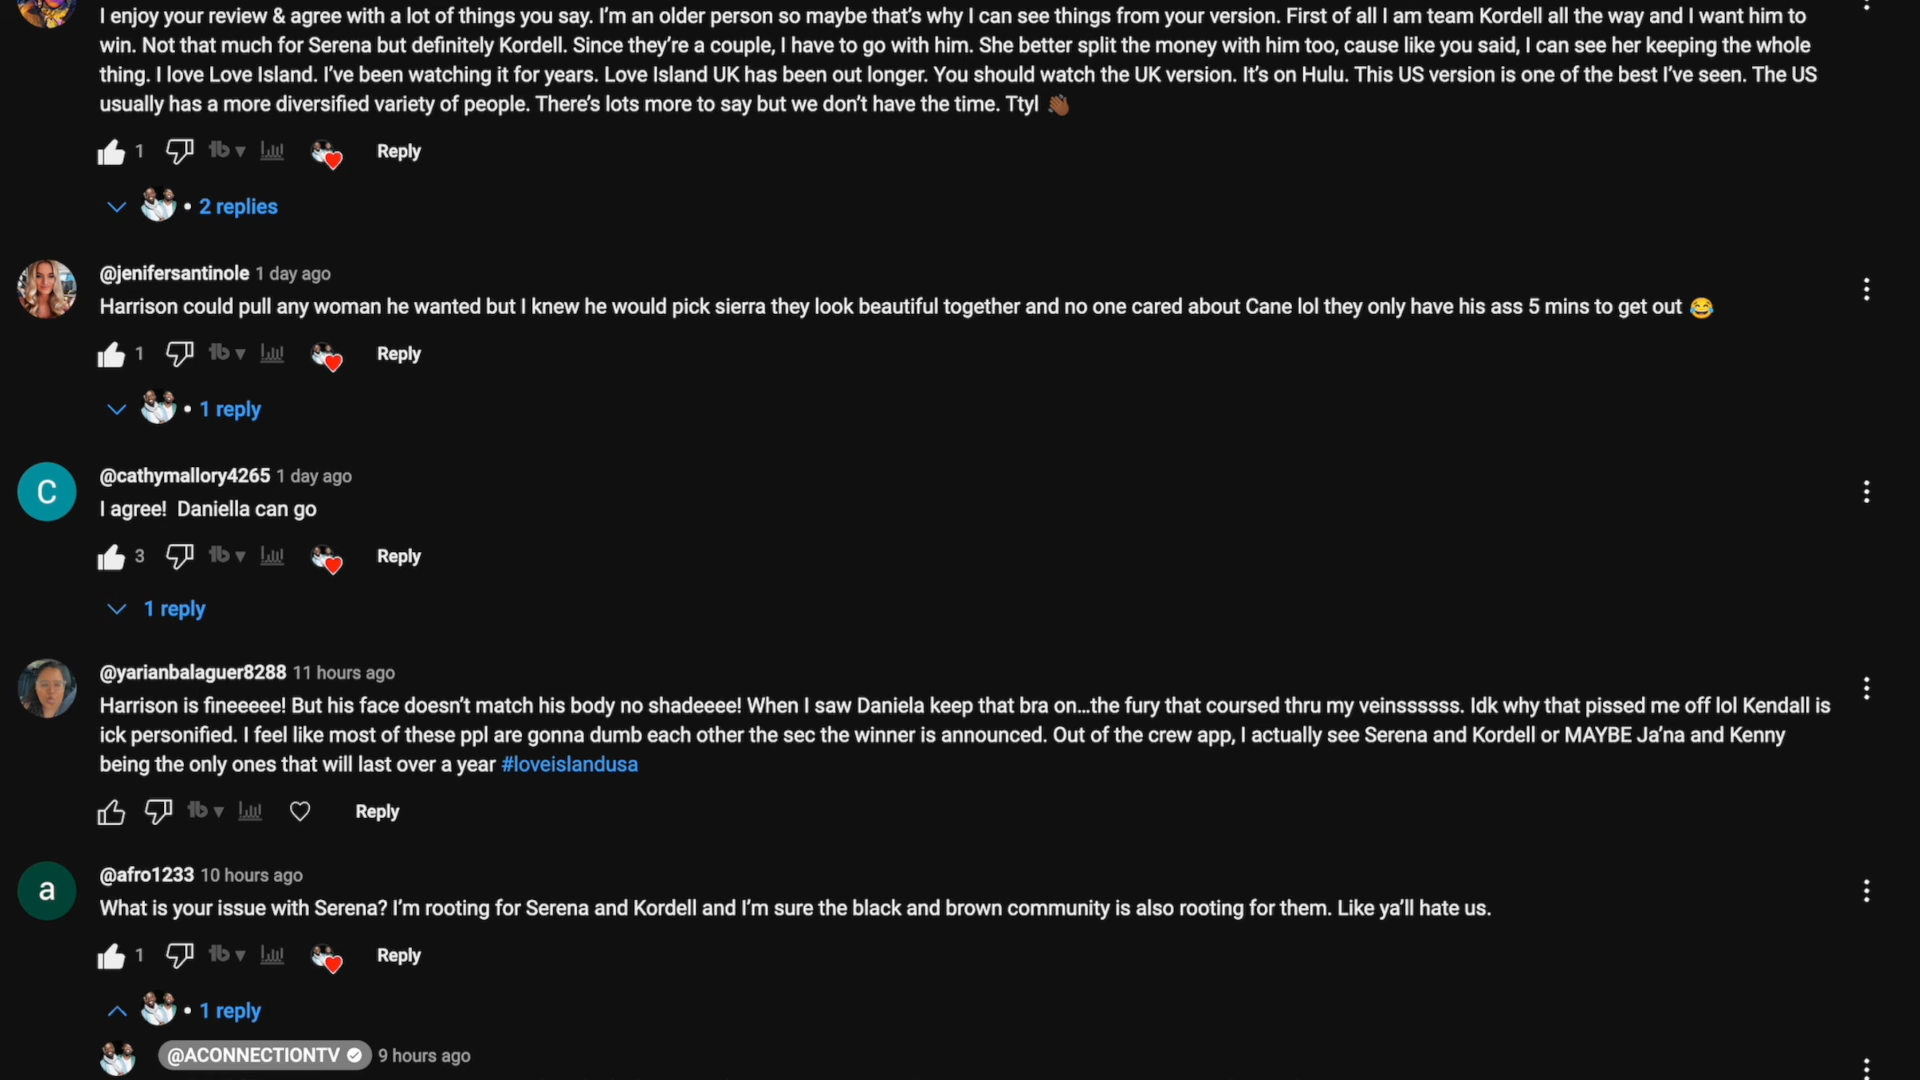 I enjoy your review & agree with a lot of things you say. I'm an older person so maybe that's why I can see things from your version. First of all I am team Kordell all the way and I want him to
win. Not that much for Serena but definitely Kordell. Since they're a couple, I have to go with him. She better split the money with him too, cause like you said, I can see her keeping the whole
thing. I love Love Island. I've been watching it for years. Love Island UK has been out longer. You should watch the UK version. It's on Hulu. This US version is one of the best I've seen. The US
usually has a more diversified variety of people. There's lots more to say but we don't have the time. Ttyl 👋🏾
1 Reply
• 2 replies
@jenifersantinole 1 day ago
Harrison could pull any woman he wanted but I knew he would pick sierra they look beautiful together and no one cared about Cane lol they only have his ass 5 mins to get out 😂
1 Reply
• 1 reply
C
@cathymallory4265 1 day ago
I agree!  Daniella can go
3 Reply
1 reply
@yarianbalaguer8288 11 hours ago
Harrison is fineeeee! But his face doesn't match his body no shadeeee! When I saw Daniela keep that bra on...the fury that coursed thru my veinssssss. Idk why that pissed me off lol Kendall is
ick personified. I feel like most of these ppl are gonna dumb each other the sec the winner is announced. Out of the crew app, I actually see Serena and Kordell or MAYBE Ja'na and Kenny
being the only ones that will last over a year #loveislandusa
Reply
a
@afro1233 10 hours ago
What is your issue with Serena? I'm rooting for Serena and Kordell and I'm sure the black and brown community is also rooting for them. Like ya'll hate us.
1 Reply
• 1 reply
@ACONNECTIONTV 9 hours ago